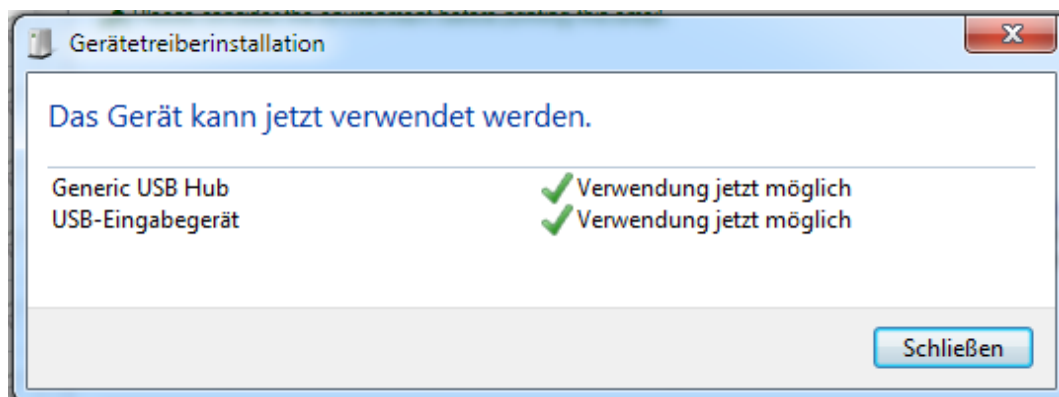 Gerätetreiberinstallation
Das Gerät kann jetzt verwendet werden.
Generic USB Hub Verwendung jetzt möglich
USB-Eingabegerät Verwendung jetzt möglich
Schließen